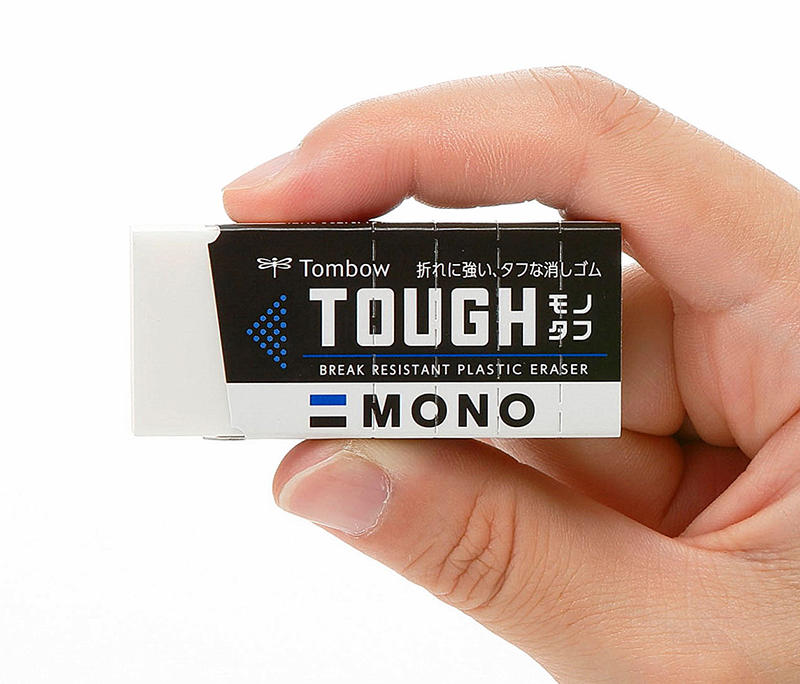 Tombow 折れに強い、タフな消しゴム
TOUGH モノ
タフ
BREAK RESISTANT PLASTIC ERASER
MONO